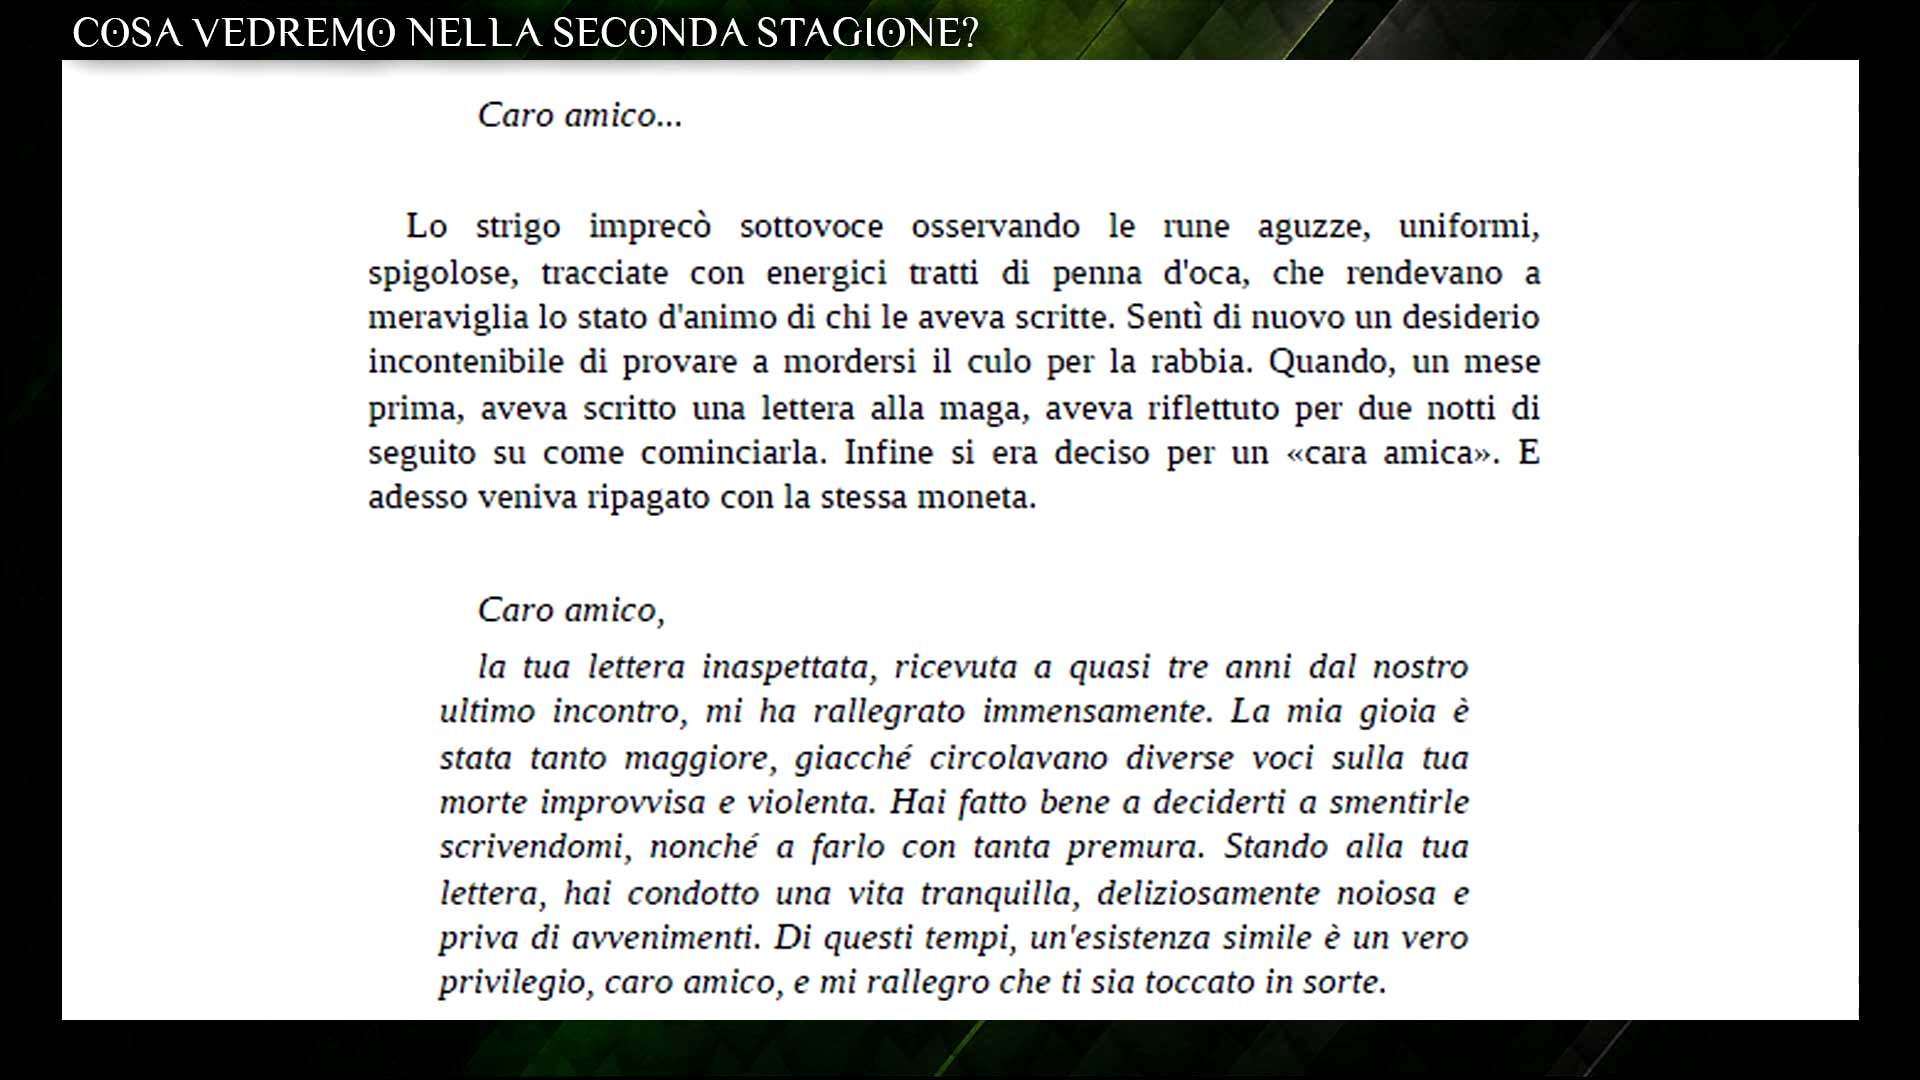 COSA VEDREMO NELLA SECONDA STAGIONE?
Caro amico...
Lo strigo imprecò sottovoce osservando le rune aguzze, uniformi,
spigolose, tracciate con energici tratti di penna d'oca, che rendevano a
meraviglia lo stato d'animo di chi le aveva scritte. Sentì di nuovo un desiderio
incontenibile di provare a mordersi il culo per la rabbia. Quando, un mese
prima, aveva scritto una lettera alla maga, aveva riflettuto per due notti di
seguito su come cominciarla. Infine si era deciso per un «cara amica». E
adesso veniva ripagato con la stessa moneta.
Caro amico,
la tua lettera inaspettata, ricevuta a quasi tre anni dal nostro
ultimo incontro, mi ha rallegrato immensamente. La mia gioia è
stata tanto maggiore, giacché circolavano diverse voci sulla tua
morte improvvisa e violenta. Hai fatto bene a deciderti a smentirle
scrivendomi, nonché a farlo con tanta premura. Stando alla tua
lettera, hai condotto una vita tranquilla, deliziosamente noiosa e
priva di avvenimenti. Di questi tempi, un'esistenza simile è un vero
privilegio, caro amico, e mi rallegro che ti sia toccato in sorte.